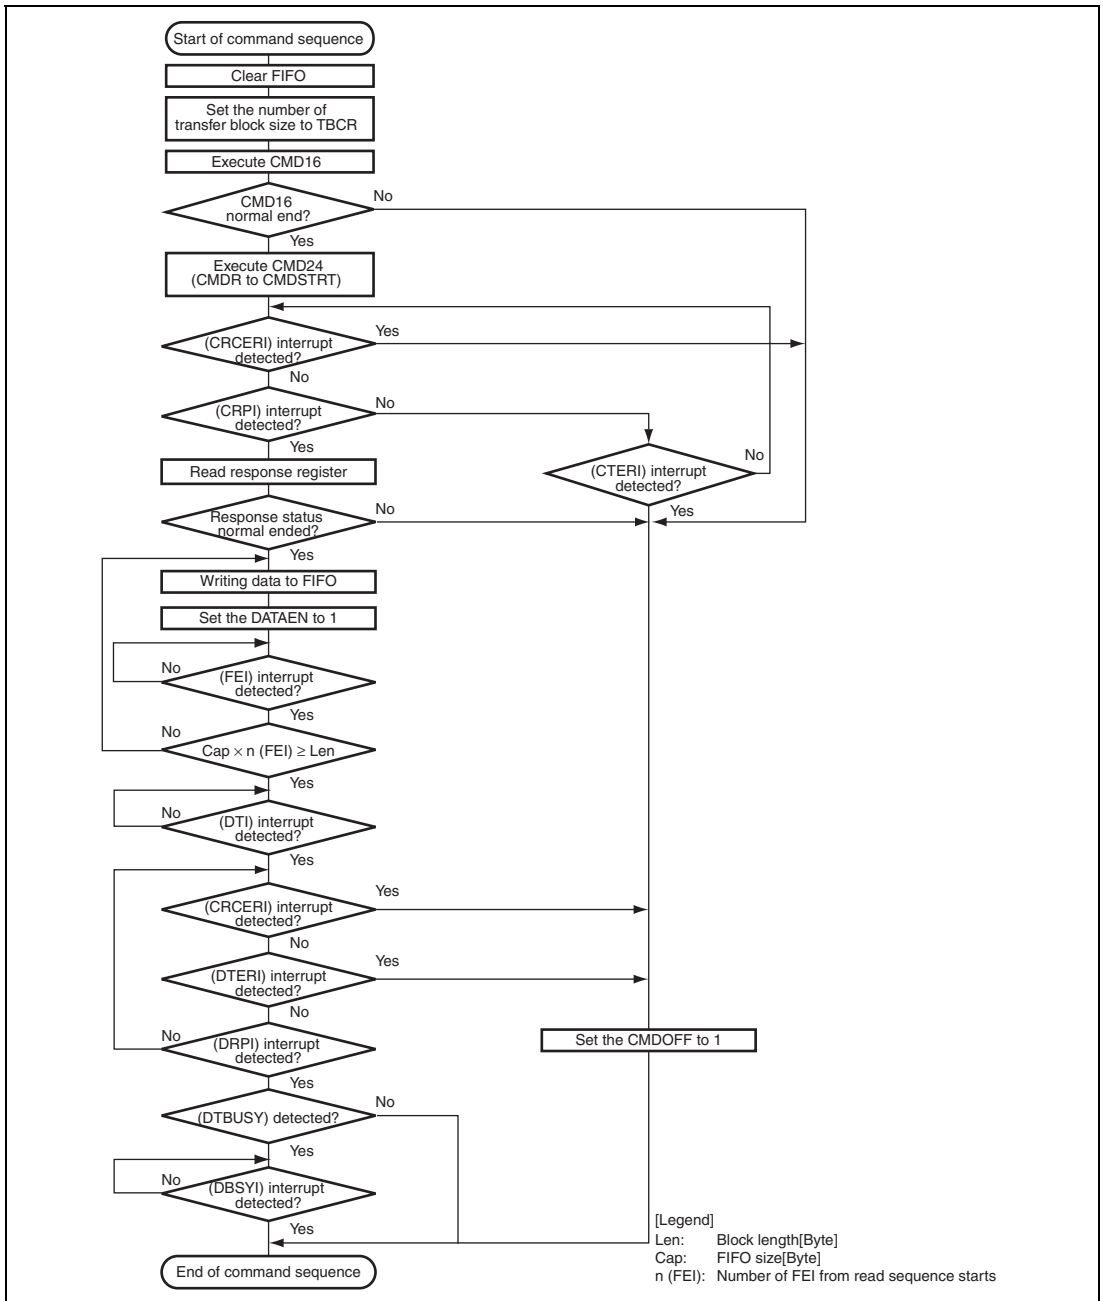 Start of command sequence
Clear FIFO
Set the number of
transfer block size to TBCR
Execute CMD16
CMD16
normal end?
No
Yes
Execute CMD24
(CMDR to CMDSTRT)
(CRCERI) interrupt
detected?
Yes
No
(CRPI) interrupt
detected?
No
Yes
(CTERI) interrupt
detected?
No
Yes
Read response register
Response status
normal ended?
No
Yes
Writing data to FIFO
Set the DATAEN to 1
No
(FEI) interrupt
detected?
Yes
No
Cap × n (FEI) ≥ Len
Yes
No
(DTI) interrupt
detected?
Yes
(CRCERI) interrupt
detected?
Yes
No
(DTERI) interrupt
detected?
Yes
No
No
(DRPI) interrupt
detected?
Yes
Set the CMDOFF to 1
(DTBUSY) detected?
No
Yes
No
(DBSYI) interrupt
detected?
Yes
End of command sequence
[Legend]
Len: Block length[Byte]
Cap: FIFO size[Byte]
n (FEI): Number of FEI from read sequence starts